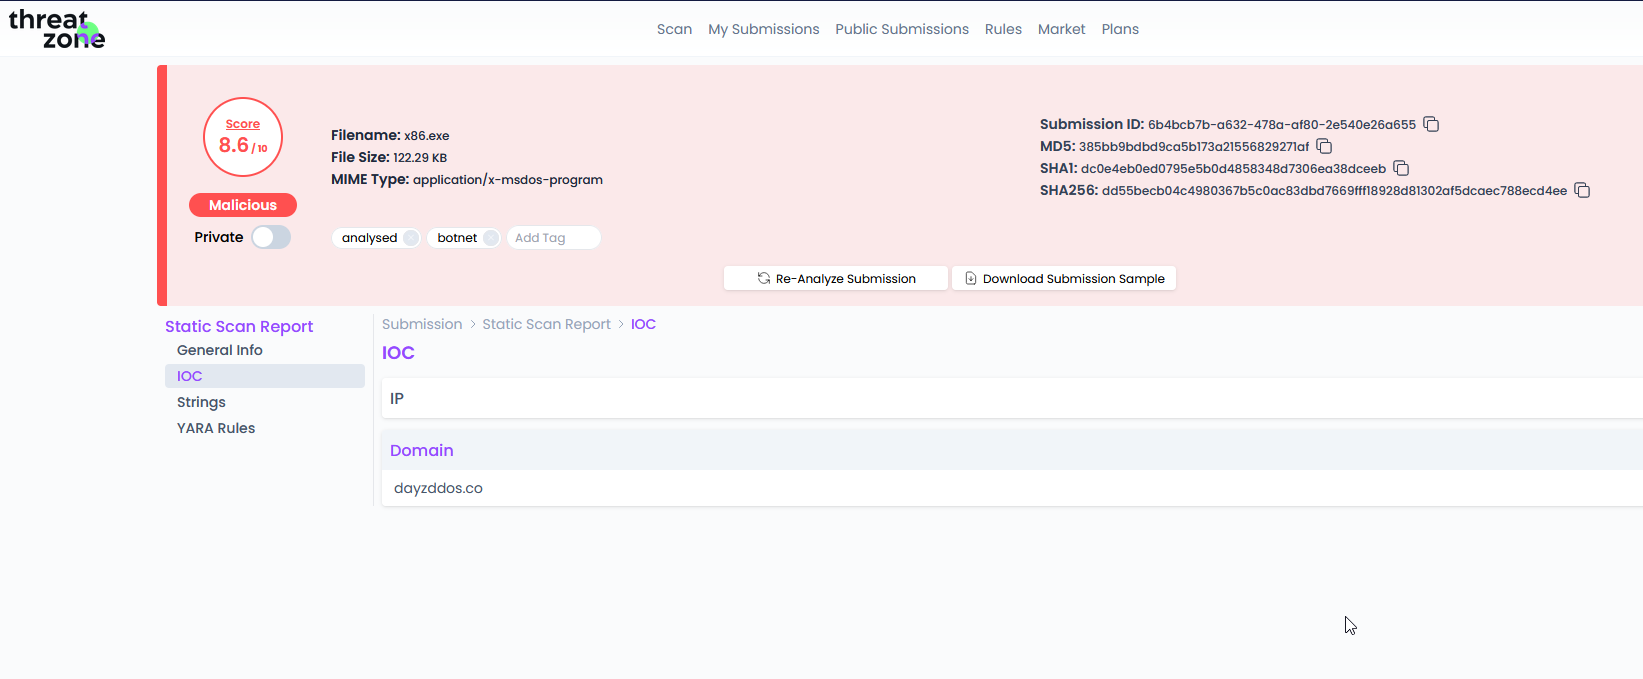 threat
zone
Scan My Submissions Public Submissions Rules Market Plans
Score
8.6 / 10
Malicious
Private
Filename: x86.exe
File Size: 122.29 KB
MIME Type: application/x-msdos-program
analysed botnet Add Tag
Submission ID: 6b4bcb7b-a632-478a-af80-2e540e26a655
MD5: 385bb9bdbd9ca5b173a21556829271af
SHA1: dc0e4eb0ed0795e5b0d4858348d7306ea38dceeb
SHA256: dd55becb04c4980367b5c0ac83dbd7669fff18928d81302af5dcaec788ecd4ee
Re-Analyze Submission Download Submission Sample
Static Scan Report
General Info
IOC
Strings
YARA Rules
Submission > Static Scan Report > IOC
IOC
IP
Domain
dayzddos.co